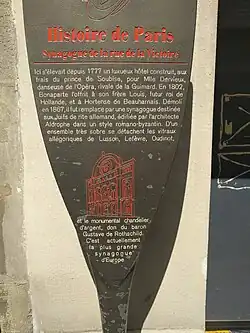 Histoire de Paris
Synagogue de la rue de la Victoire
Ici s'élevait depuis 1777 un luxueux hôtel construit, aux
frais du prince de Soubise, pour Mlle Dervieux,
danseuse de l'Opéra, rivale de la Guimard. En 1802,
Bonaparte l'offrit à son frère Louis, futur roi de
Hollande, et à Hortense de Beauharnais. Démoli
en 1867, il fut remplacé par une synagogue destinée
aux Juifs de rite allemand, édifiée par l'architecte
Aldrophe dans un style romano-byzantin. D'un
ensemble très sobre se détachent les vitraux
allégoriques de Lusson, Lefèvre, Oudinot,
et le monumental chandelier
d'argent, don du baron
Gustave de Rothschild.
C'est actuellement
la plus grande
synagogue
d'Europe